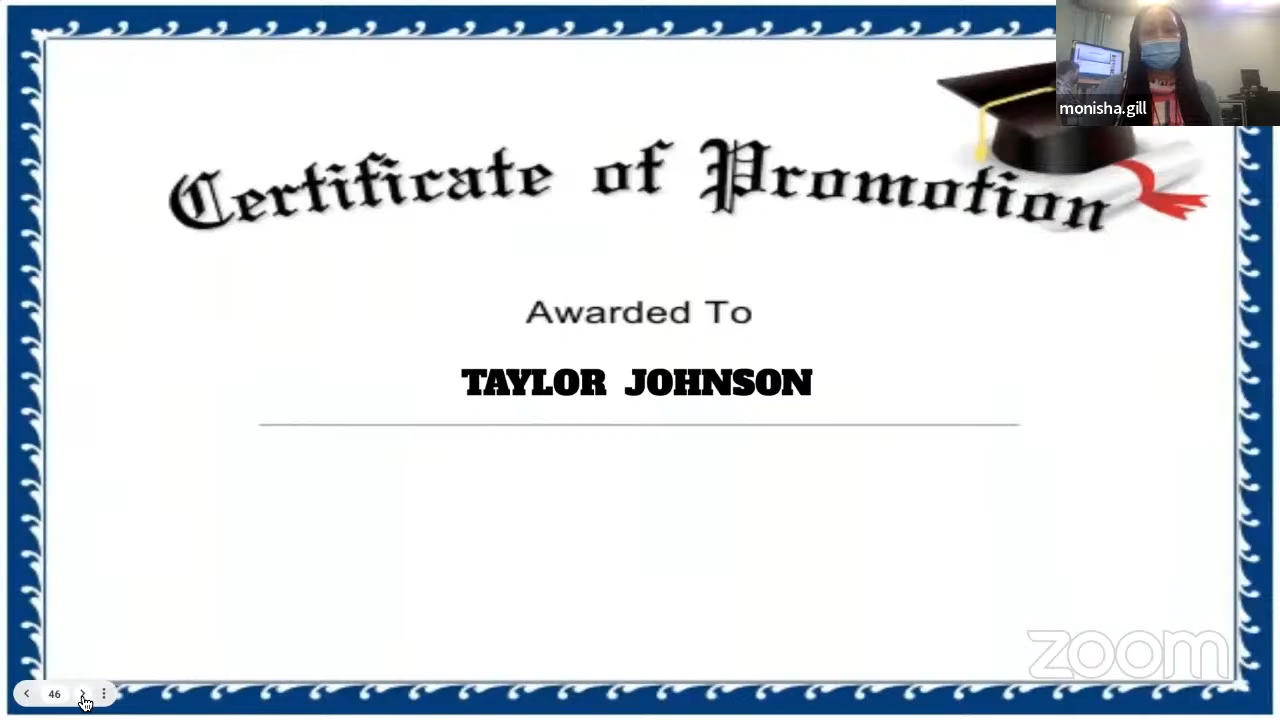 monisha.gill
Certificate of Promotion
Awarded To
TAYLOR JOHNSON
zoom
46